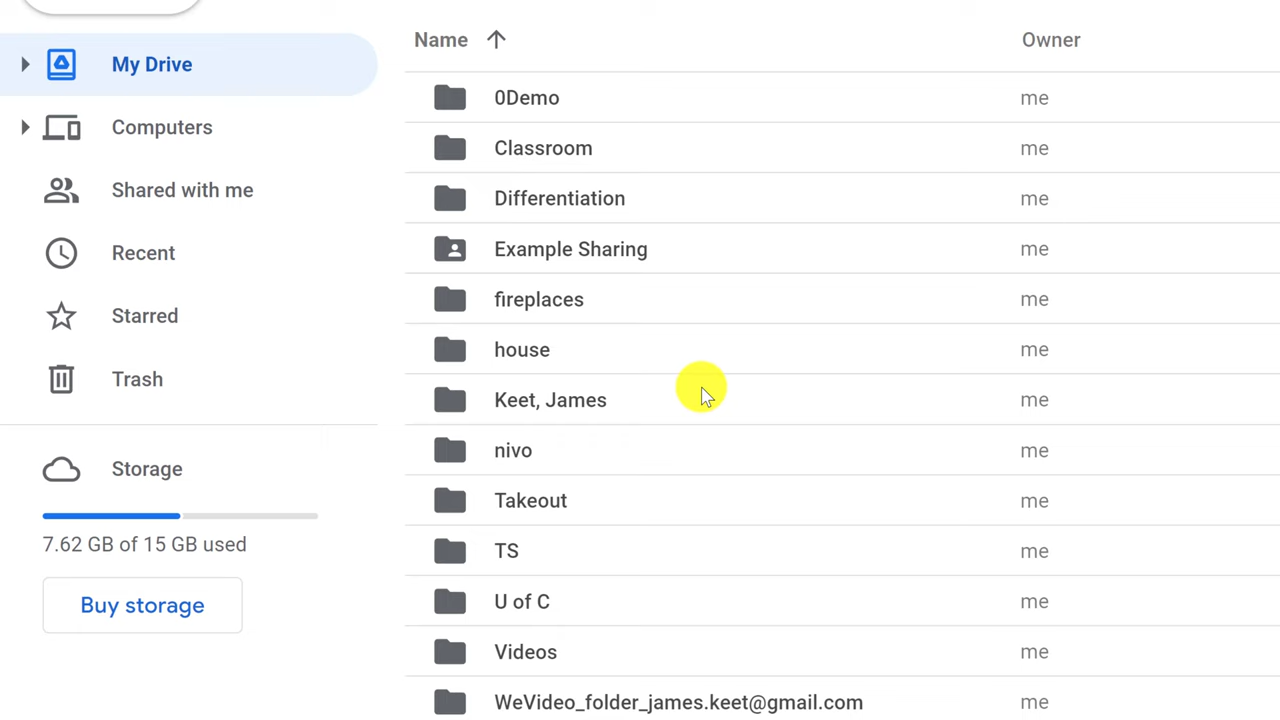 My Drive
Computers
Shared with me
Recent
Starred
Trash
Storage
7.62 GB of 15 GB used
Buy storage
Name Owner
0Demo me
Classroom me
Differentiation me
Example Sharing me
fireplaces me
house me
Keet, James me
nivo me
Takeout me
TS me
U of C me
Videos me
WeVideo_folder_james.keet@gmail.com me